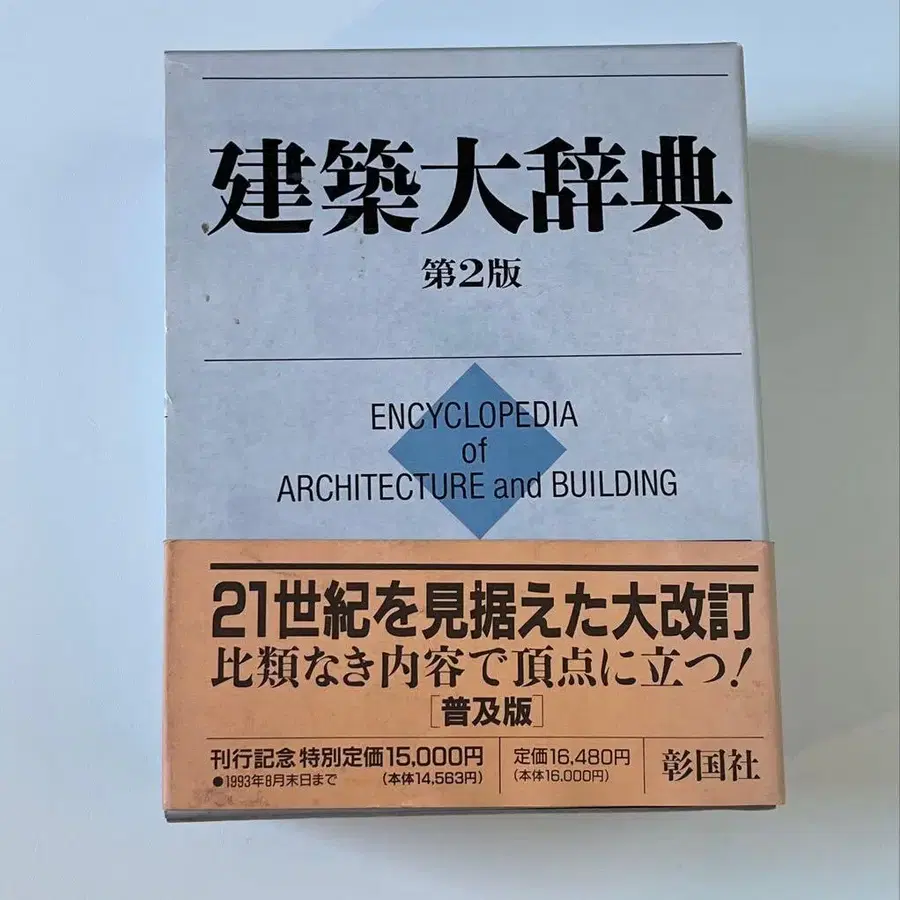 建築大辞典
第2版
ENCYCLOPEDIA
of
ARCHITECTURE and BUILDING
21世紀を見据えた大改訂
比類なき内容で頂点に立つ!
[普及版]
刊行記念 特別定価15,000円
●1993年8月末日まで (本体14,563円)
定価16,480円
(本体16,000円)
彰国社